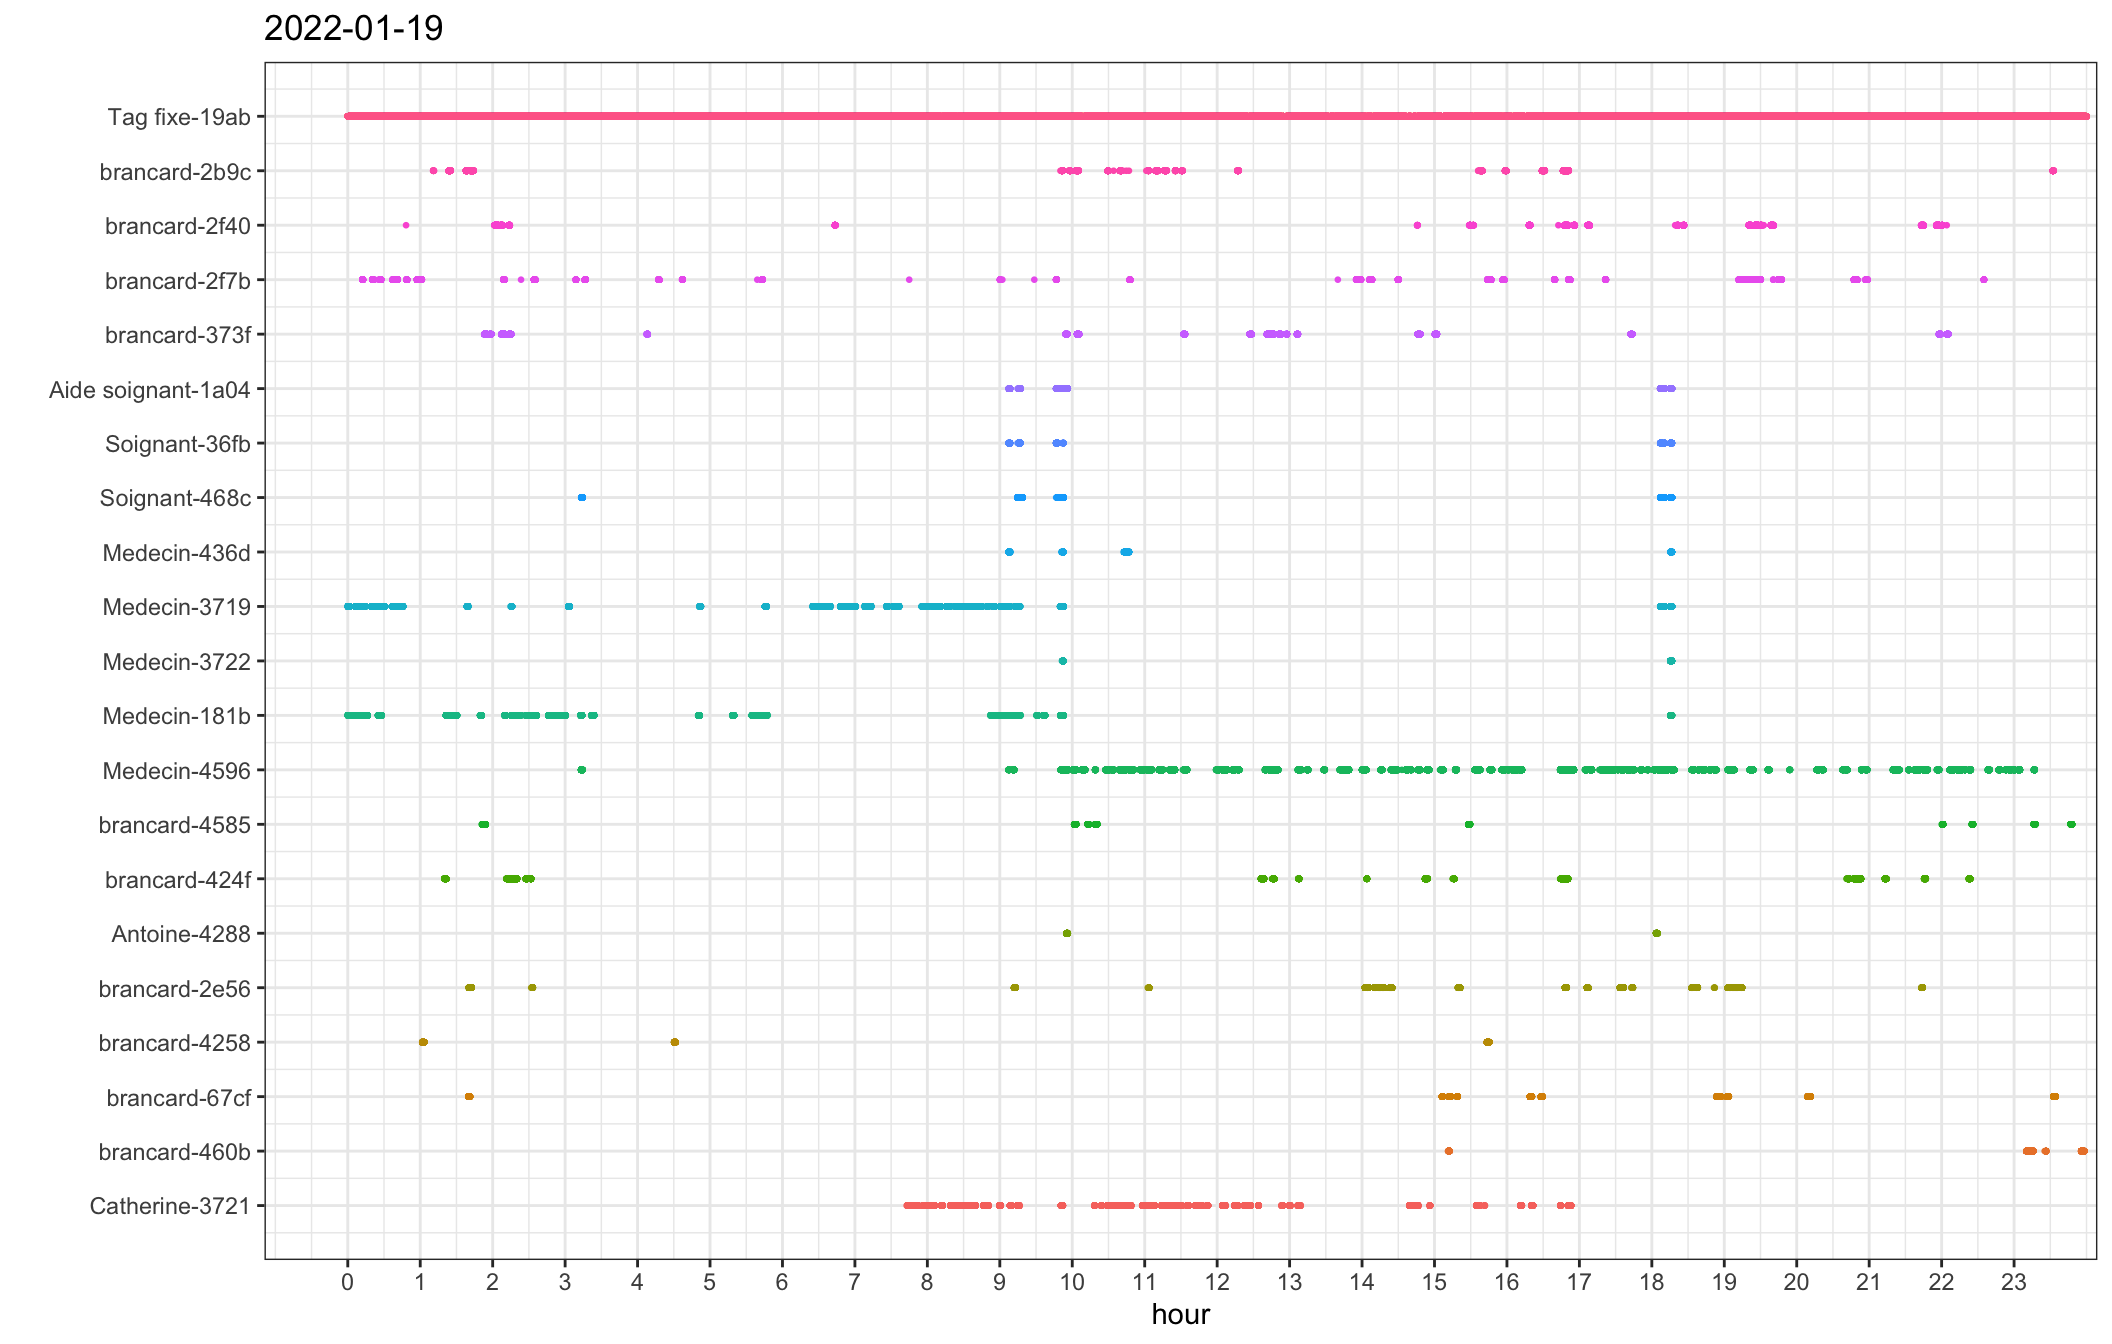 2022-01-19
Tag fixe-19ab
brancard-2b9c
brancard-2f40
brancard-2f7b
brancard-373f
Aide soignant-1a04
Soignant-36fb
Soignant-468c
Medecin-436d
Medecin-3719
Medecin-3722
Medecin-181b
Medecin-4596
brancard-4585
brancard-424f
Antoine-4288
brancard-2e56
brancard-4258
brancard-67cf
brancard-460b
Catherine-3721
0 1 2 3 4 5 6 7 8 9 10 11 12 13 14 15 16 17 18 19 20 21 22 23
hour